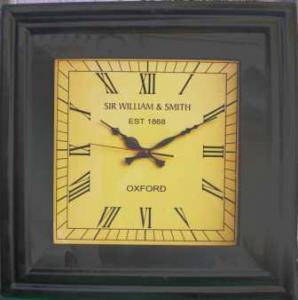 XII
XI I
SIR WILLIAM & SMITH
X II
EST 1868
IX III
OXFORD
VIII IIII
VII VI V